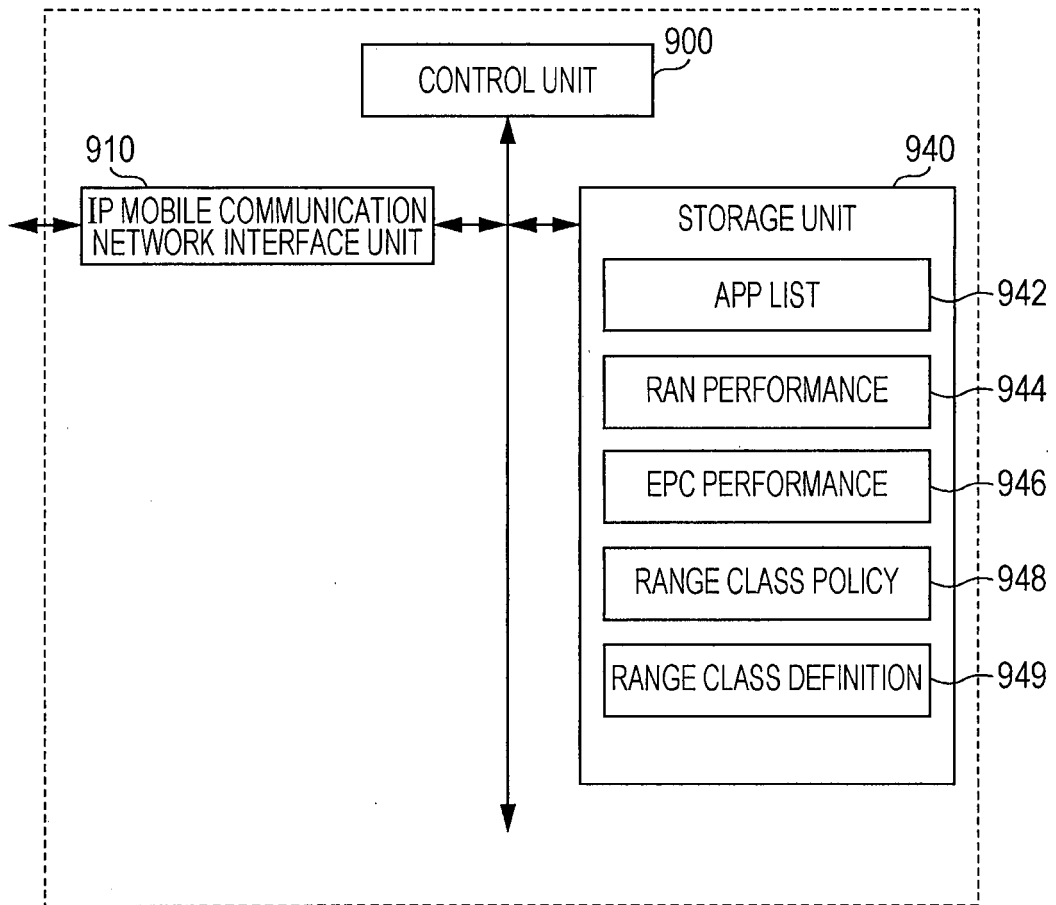 900
CONTROL UNIT
910
IP MOBILE COMMUNICATION
NETWORK INTERFACE UNIT
940
STORAGE UNIT
APP LIST
942
RAN PERFORMANCE
944
EPC PERFORMANCE
946
RANGE CLASS POLICY
948
RANGE CLASS DEFINITION
949